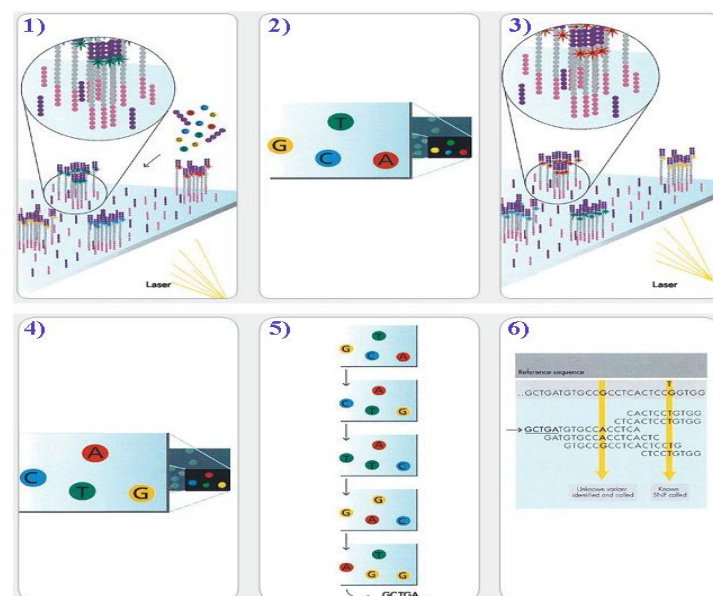 1)
Laser
2)
T
G
C
A
3)
Laser
4)
A
C
T
G
5)
T
G
C
A
A
C
T
G
A
T
T
C
G
G
A
C
T
A
G
G
GCTGA
6)
Reference sequence
T
..GCTGATGTGCCGCCTCACTCCGGTGG
CACTCCTGTGG
CTCACTCCTGTGG
GCTGATGTGCCACCTCA
GATGTGCCACCTCACTC
GTGCCGCCTCACTCCTG
CTCCTGTGG
Unknown variant
identified and called
Known
SNP called